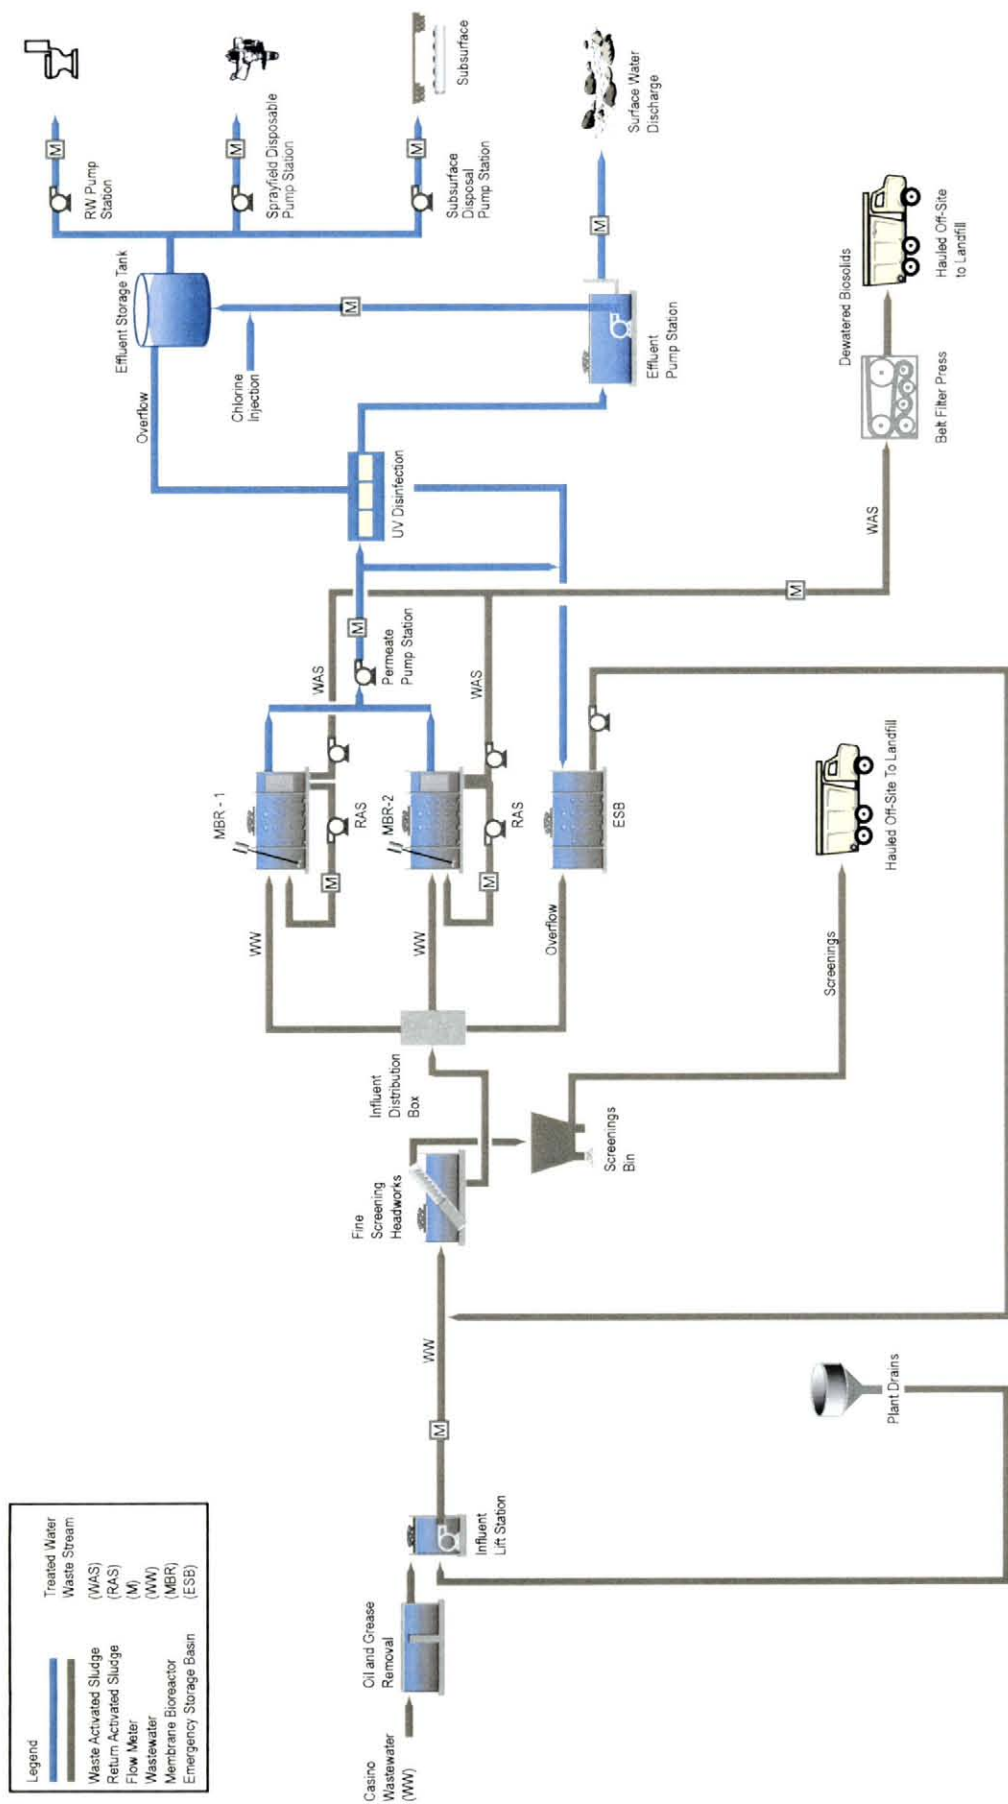 Legend
Treated Water
Waste Stream
Waste Activated Sludge (WAS)
Return Activated Sludge (RAS)
Flow Meter (M)
Wastewater (WW)
Membrane Bioreactor (MBR)
Emergency Storage Basin (ESB)
Casino
Wastewater
(WW)
Oil and Grease
Removal
Influent
Lift Station
M
WW
Plant Drains
Fine
Screening
Headworks
Screenings
Bin
Influent
Distribution
Box
Screenings
Hauled Off-Site To Landfill
WW
WW
Overflow
MBR - 1
M
RAS
WAS
MBR-2
M
RAS
WAS
ESB
Permeate
Pump Station
M
M
WAS
UV Disinfection
Overflow
Chlorine
Injection
M
Effluent Storage Tank
Effluent
Pump Station
Belt Filter Press
Dewatered Biosolids
Hauled Off-Site
to Landfill
RW Pump
Station
M
Sprayfield Disposable
Pump Station
M
Subsurface
Disposal
Pump Station
M
Subsurface
M
Surface Water
Discharge